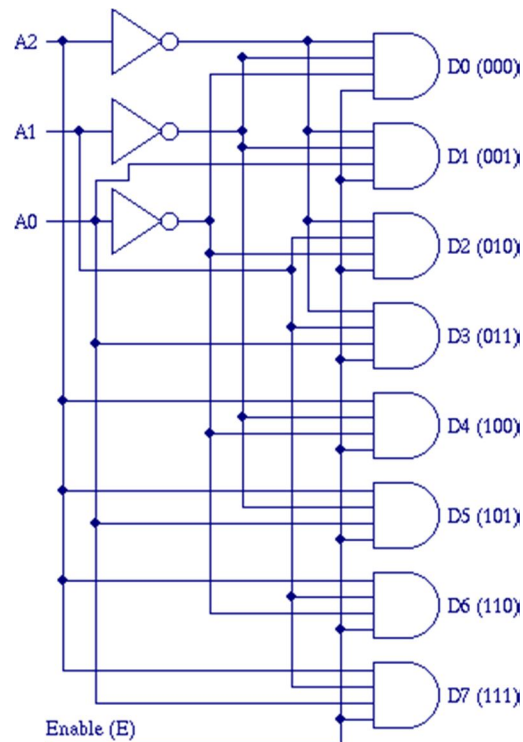 A2
D0 (000)
A1
D1 (001)
A0
D2 (010)
D3 (011)
D4 (100)
D5 (101)
D6 (110)
D7 (111)
Enable (E)